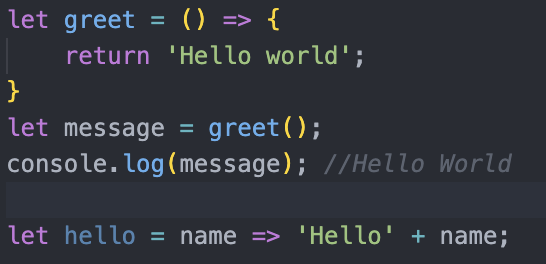 let greet = () => {
    return 'Hello world';
}
let message = greet();
console.log(message); //Hello World

let hello = name => 'Hello' + name;